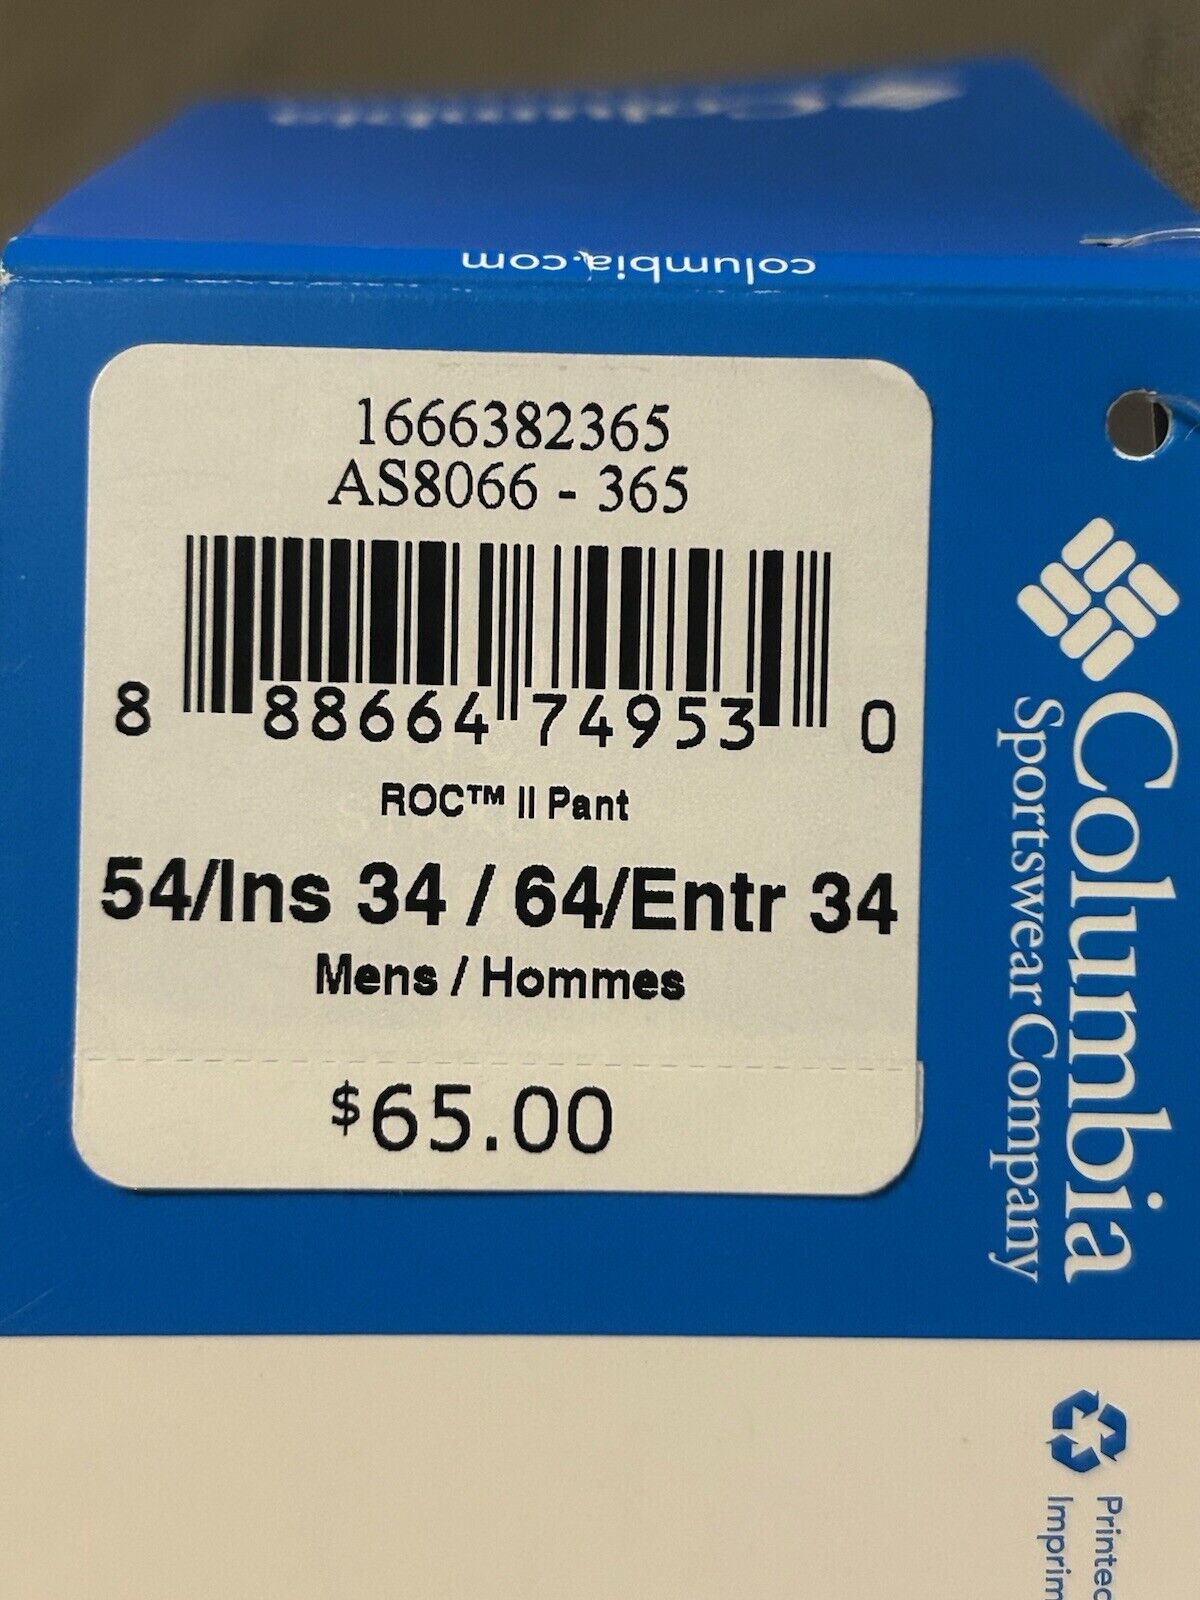 Columbia
columbia.com
1666382365
AS8066 - 365
8 88664 74953 0
ROC™ II Pant
54/Ins 34 / 64/Entr 34
Mens / Hommes
$65.00
Columbia
Sportswear Company